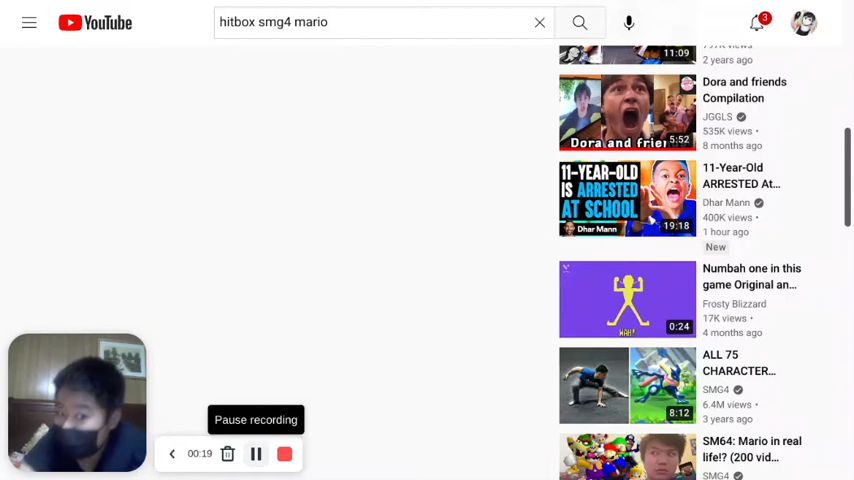 YouTube
hitbox smg4 mario
3
11:09
797K views •
2 years ago
Dora and friends
Compilation
JGGLS
535K views •
8 months ago
Dora and frien
5:52
11-YEAR-OLD
IS ARRESTED
AT SCHOOL
Dhar Mann
19:18
11-Year-Old
ARRESTED At...
Dhar Mann
400K views •
1 hour ago
New
WAH!
0:24
Numbah one in this
game Original an...
Frosty Blizzard
17K views •
4 months ago
8:12
ALL 75
CHARACTER...
SMG4
6.4M views •
3 years ago
SM64: Mario in real
life!? (200 vid...
SMG4
Pause recording
00:19